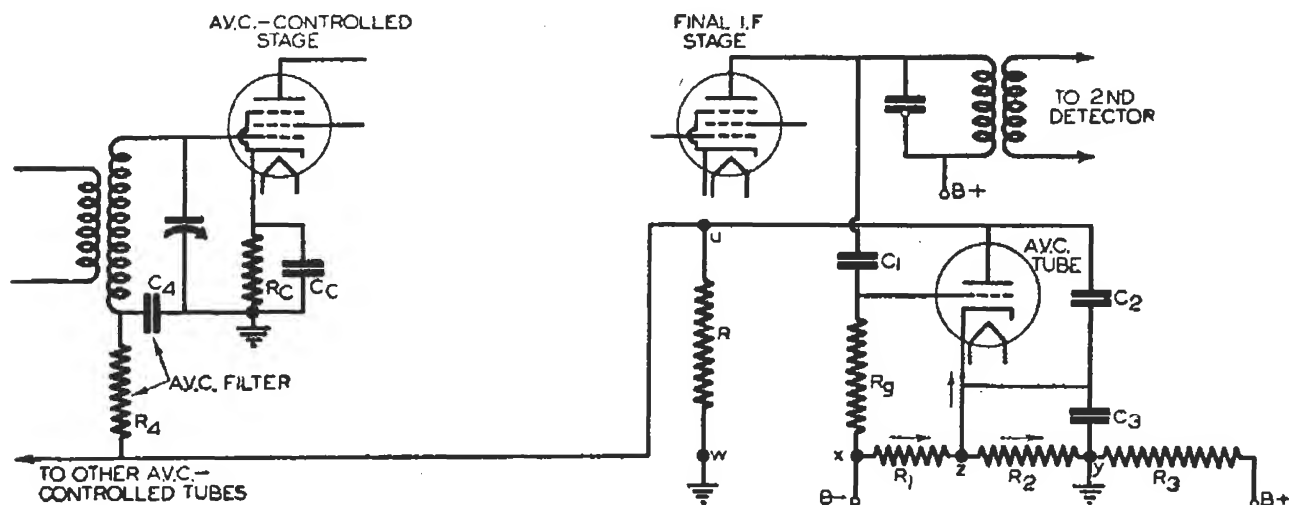 A.V.C.-CONTROLLED
STAGE
FINAL I.F
STAGE
TO 2ND
DETECTOR
B+
C4
RC
CC
u
C1
A.V.C.
TUBE
C2
A.V.C. FILTER
R
Rg
R4
C3
w
x
R1
z
R2
y
R3
TO OTHER A.V.C.-
CONTROLLED TUBES
B-
B+